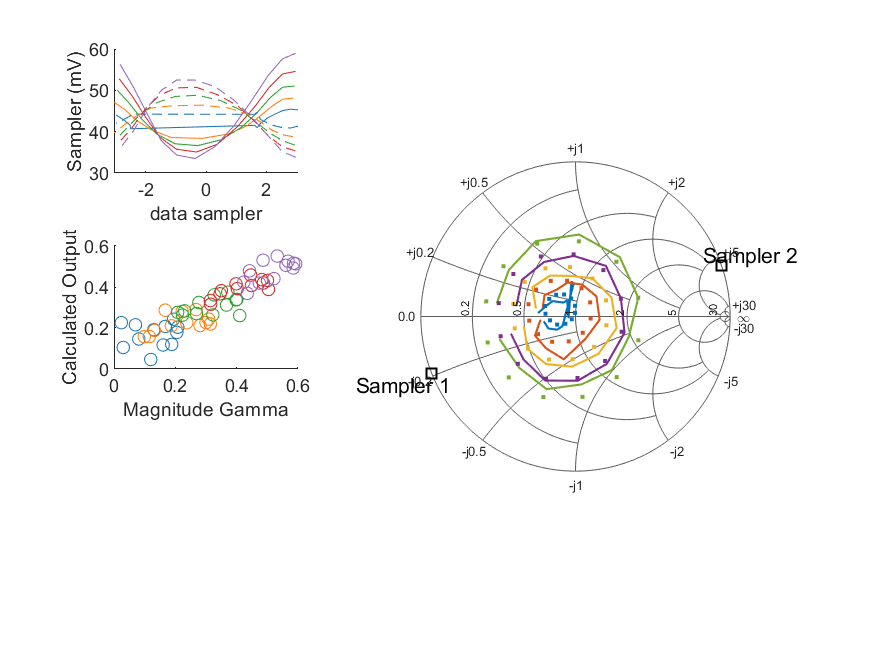 60
50
40
30
Sampler (mV)
-2 0 2
data sampler
0.6
0.4
0.2
0
Calculated Output
0 0.2 0.4 0.6
Magnitude Gamma
+j1
+j0.5
+j2
+j0.2
Sampler 2
0.0
0.2
0.5
1
2
5
30
+j30
∞
-j30
Sampler 1
-j5
-j0.5
-j2
-j1